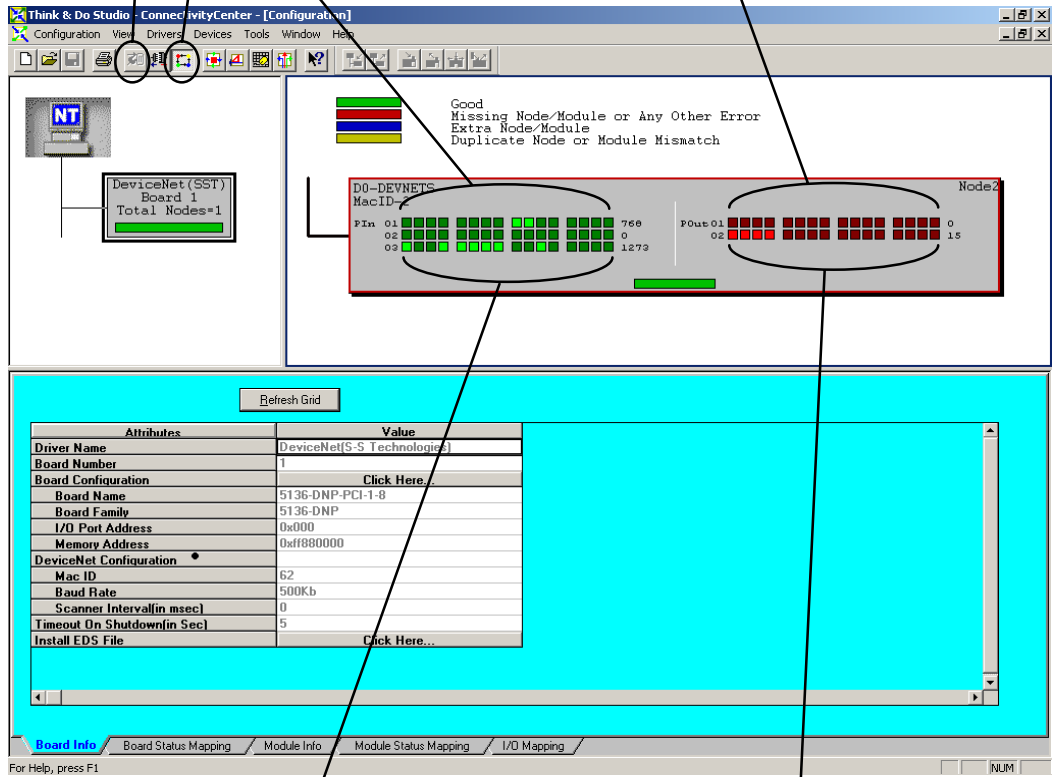 Think & Do Studio - ConnectivityCenter - [Configuration]
Configuration View Drivers Devices Tools Window Help
NT
DeviceNet(SST)
Board 1
Total Nodes=1
Good
Missing Node/Module or Any Other Error
Extra Node/Module
Duplicate Node or Module Mismatch
D0-DEVNETS Node2
MacID-2
PIn 01 768 POut 01 0
02 0 02 15
03 1273
Refresh Grid
Attributes Value
Driver Name DeviceNet(S-S Technologies)
Board Number 1
Board Configuration Click Here...
Board Name 5136-DNP-PCI-1-8
Board Family 5136-DNP
I/O Port Address 0x000
Memory Address 0xff880000
DeviceNet Configuration
Mac ID 62
Baud Rate 500Kb
Scanner Interval(in msec) 0
Timeout On Shutdown(in Sec) 5
Install EDS File Click Here...
Board Info Board Status Mapping Module Info Module Status Mapping I/O Mapping
For Help, press F1 NUM